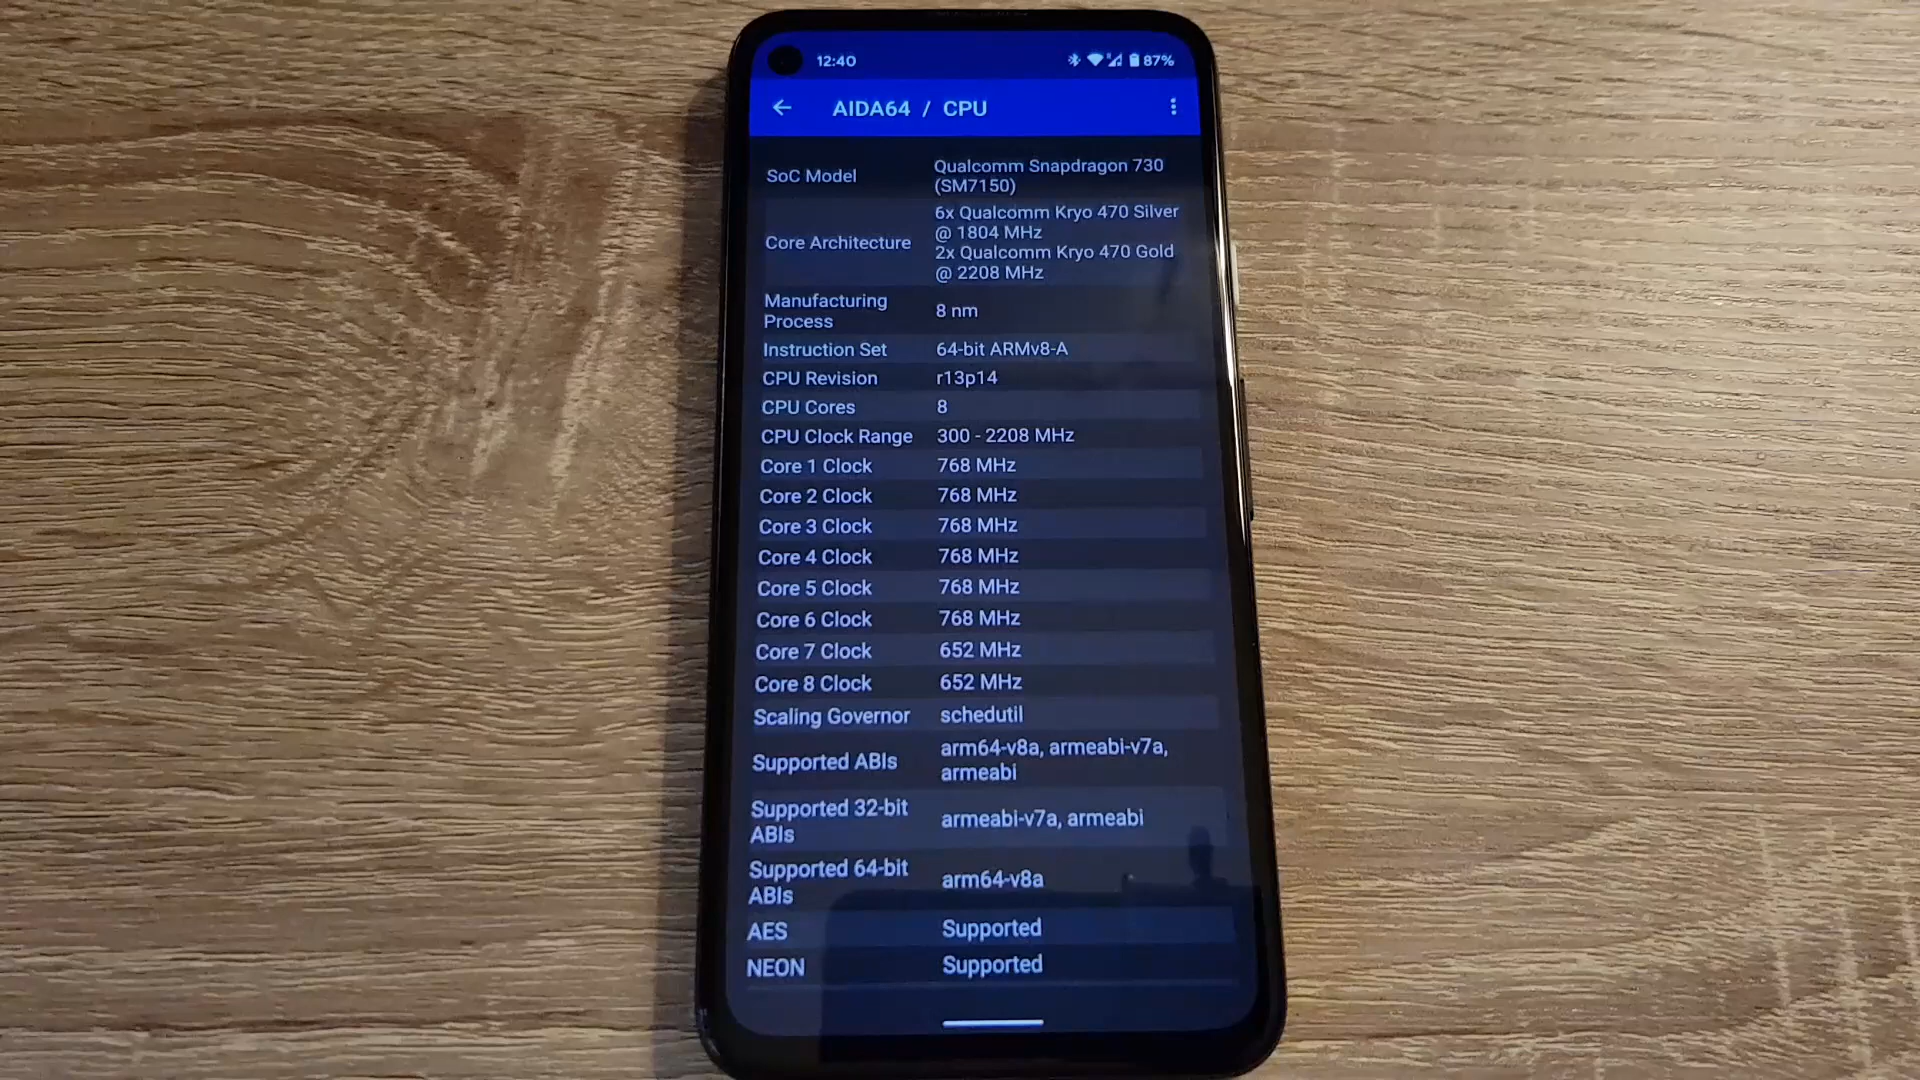 12:40
87%
AIDA64 / CPU
SoC Model
Qualcomm Snapdragon 730
(SM7150)
Core Architecture
6x Qualcomm Kryo 470 Silver
@ 1804 MHz
2x Qualcomm Kryo 470 Gold
@ 2208 MHz
Manufacturing
Process
8 nm
Instruction Set 64-bit ARMv8-A
CPU Revision r13p14
CPU Cores 8
CPU Clock Range 300 - 2208 MHz
Core 1 Clock 768 MHz
Core 2 Clock 768 MHz
Core 3 Clock 768 MHz
Core 4 Clock 768 MHz
Core 5 Clock 768 MHz
Core 6 Clock 768 MHz
Core 7 Clock 652 MHz
Core 8 Clock 652 MHz
Scaling Governor schedutil
Supported ABIs
arm64-v8a, armeabi-v7a,
armeabi
Supported 32-bit
ABIs
armeabi-v7a, armeabi
Supported 64-bit
ABIs
arm64-v8a
AES Supported
NEON Supported